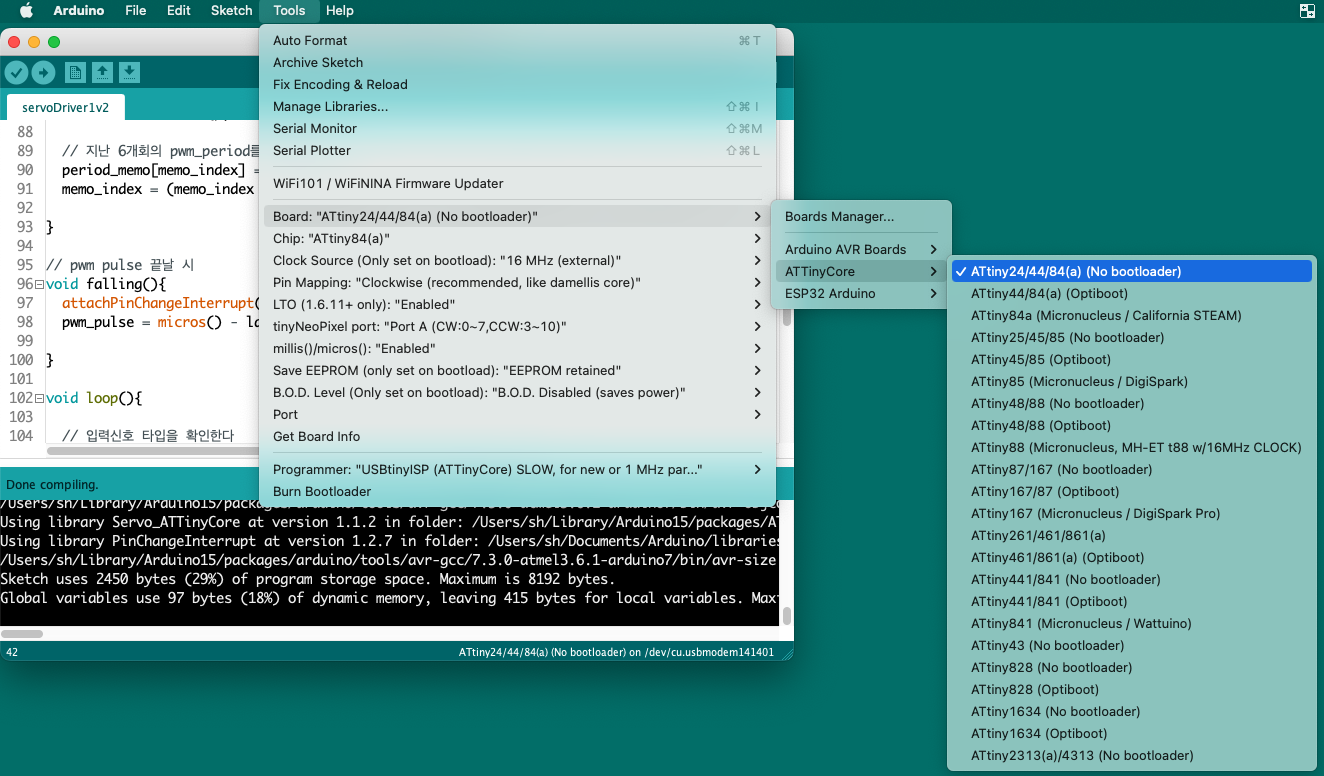 Arduino File Edit Sketch Tools Help
Auto Format ⌘T
Archive Sketch
Fix Encoding & Reload
Manage Libraries... ⇧⌘I
Serial Monitor ⇧⌘M
Serial Plotter ⇧⌘L
WiFi101 / WiFiNINA Firmware Updater
Board: "ATtiny24/44/84(a) (No bootloader)"
Chip: "ATtiny84(a)"
Clock Source (Only set on bootload): "16 MHz (external)"
Pin Mapping: "Clockwise (recommended, like damellis core)"
LTO (1.6.11+ only): "Enabled"
tinyNeoPixel port: "Port A (CW:0~7,CCW:3~10)"
millis()/micros(): "Enabled"
Save EEPROM (only set on bootload): "EEPROM retained"
B.O.D. Level (Only set on bootload): "B.O.D. Disabled (saves power)"
Port
Get Board Info
Programmer: "USBtinyISP (ATTinyCore) SLOW, for new or 1 MHz par..."
Burn Bootloader
Boards Manager...
Arduino AVR Boards
ATTinyCore
ESP32 Arduino
ATtiny24/44/84(a) (No bootloader)
ATtiny44/84(a) (Optiboot)
ATtiny84a (Micronucleus / California STEAM)
ATtiny25/45/85 (No bootloader)
ATtiny45/85 (Optiboot)
ATtiny85 (Micronucleus / DigiSpark)
ATtiny48/88 (No bootloader)
ATtiny48/88 (Optiboot)
ATtiny88 (Micronucleus, MH-ET t88 w/16MHz CLOCK)
ATtiny87/167 (No bootloader)
ATtiny167/87 (Optiboot)
ATtiny167 (Micronucleus / DigiSpark Pro)
ATtiny261/461/861(a)
ATtiny461/861(a) (Optiboot)
ATtiny441/841 (No bootloader)
ATtiny441/841 (Optiboot)
ATtiny841 (Micronucleus / Wattuino)
ATtiny43 (No bootloader)
ATtiny828 (No bootloader)
ATtiny828 (Optiboot)
ATtiny1634 (No bootloader)
ATtiny1634 (Optiboot)
ATtiny2313(a)/4313 (No bootloader)
servoDriver1v2
88
89 // 지난 6개회의 pwm_period를
90 period_memo[memo_index] =
91 memo_index = (memo_index
92
93 }
94
95 // pwm pulse 끝날 시
96 void falling(){
97 attachPinChangeInterrupt(
98 pwm_pulse = micros() - la
99
100 }
101
102 void loop(){
103
104 // 입력신호 타입을 확인한다
Done compiling.
Using library Servo_ATTinyCore at version 1.1.2 in folder: /Users/sh/Library/Arduino15/packages/AT
Using library PinChangeInterrupt at version 1.2.7 in folder: /Users/sh/Documents/Arduino/libraries
/Users/sh/Library/Arduino15/packages/arduino/tools/avr-gcc/7.3.0-atmel3.6.1-arduino7/bin/avr-size
Sketch uses 2450 bytes (29%) of program storage space. Maximum is 8192 bytes.
Global variables use 97 bytes (18%) of dynamic memory, leaving 415 bytes for local variables. Max
42 ATtiny24/44/84(a) (No bootloader) on /dev/cu.usbmodem141401